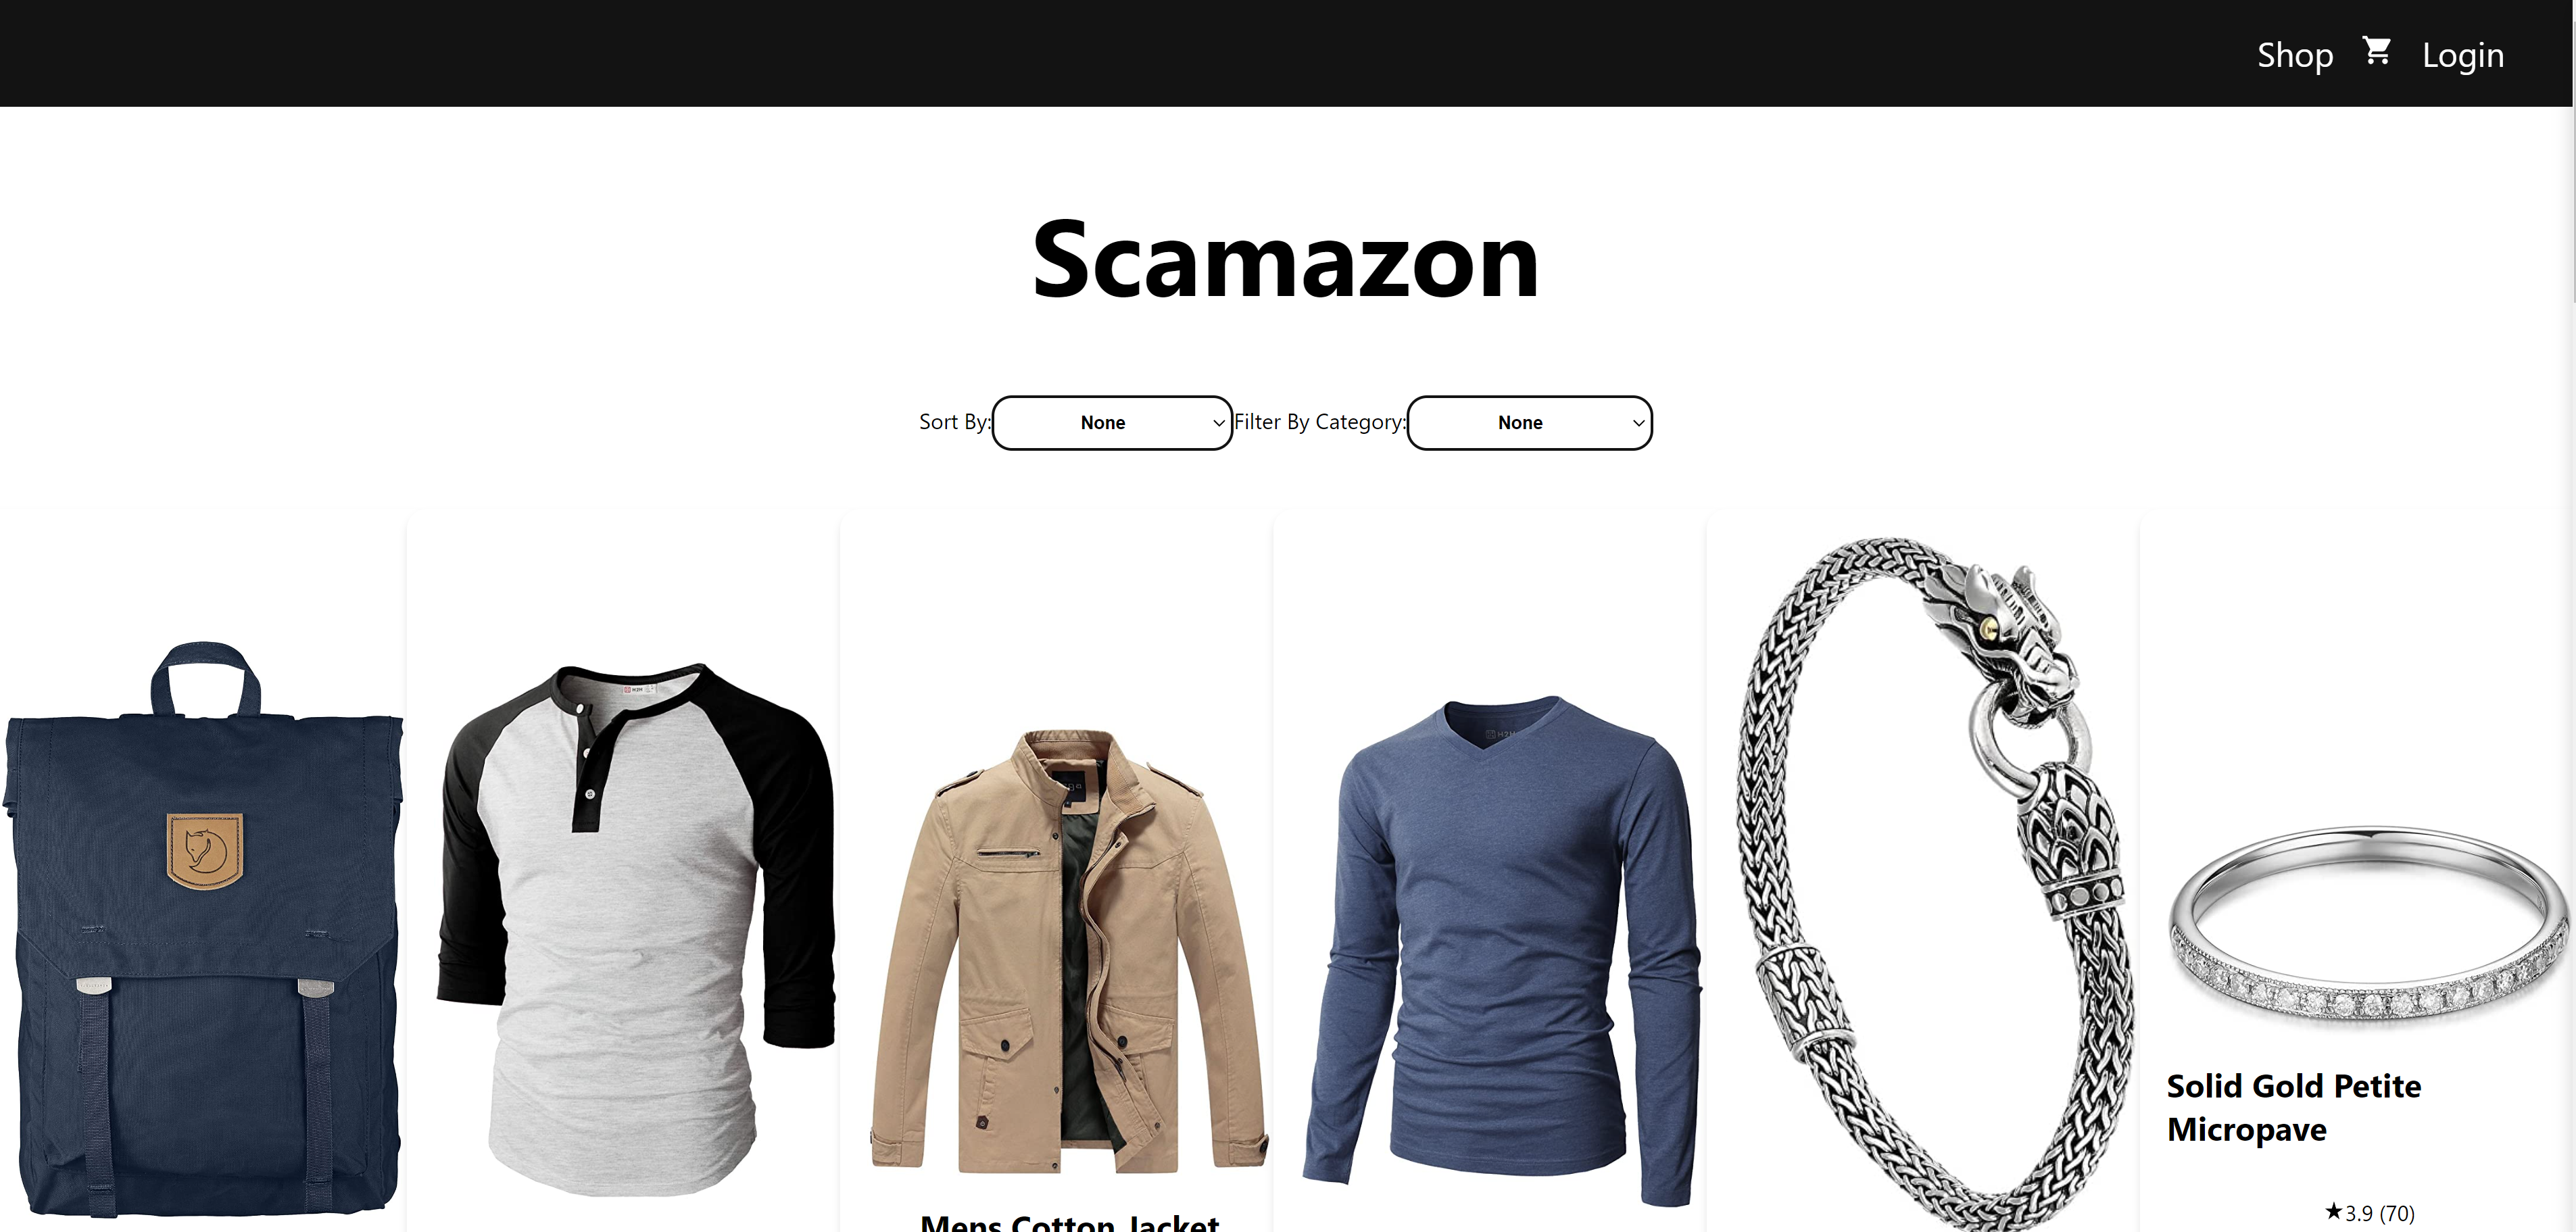 Shop Login
Scamazon
Sort By: None Filter By Category: None
Solid Gold Petite
Micropave
Mens Cotton Jacket
★3.9 (70)